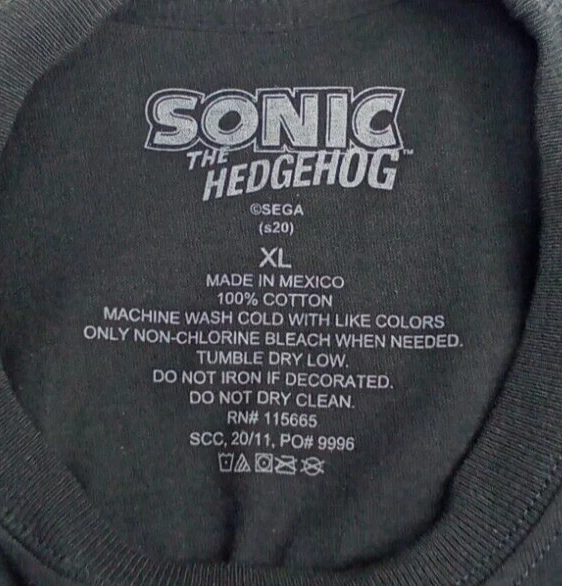 SONIC
THE
HEDGEHOG™
©SEGA
(s20)
XL
MADE IN MEXICO
100% COTTON
MACHINE WASH COLD WITH LIKE COLORS
ONLY NON-CHLORINE BLEACH WHEN NEEDED.
TUMBLE DRY LOW.
DO NOT IRON IF DECORATED.
DO NOT DRY CLEAN.
RN# 115665
SCC, 20/11, PO# 9996